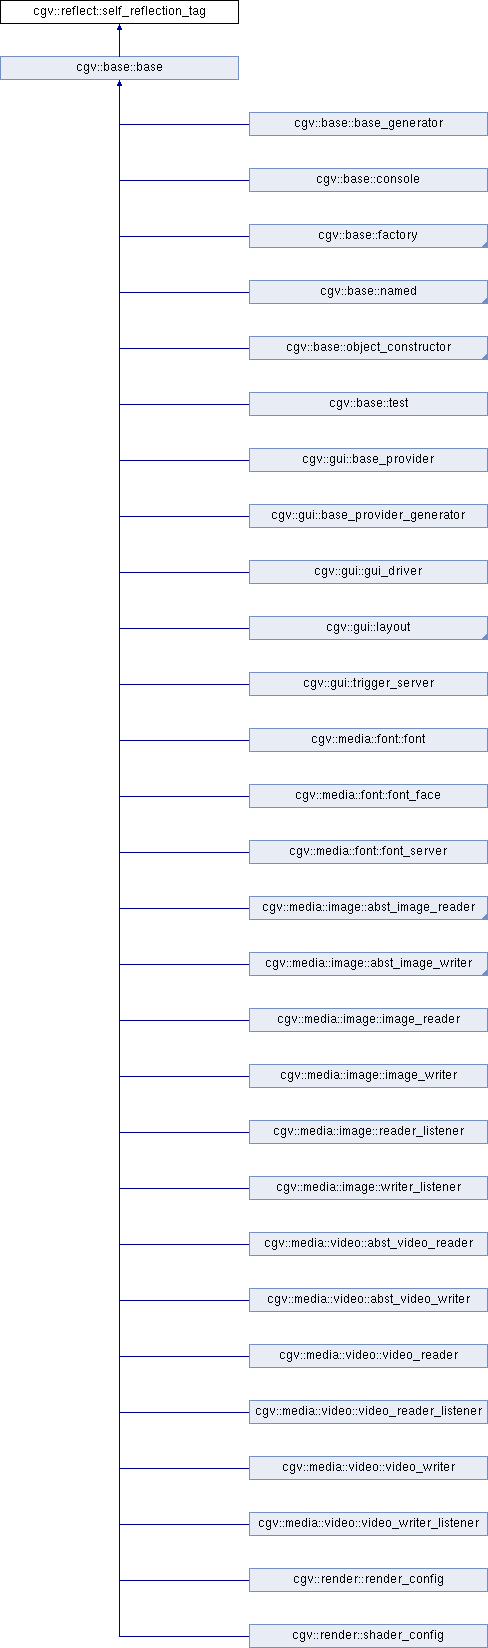 cgv::reflect::self_reflection_tag
cgv::base::base
cgv::base::base_generator
cgv::base::console
cgv::base::factory
cgv::base::named
cgv::base::object_constructor
cgv::base::test
cgv::gui::base_provider
cgv::gui::base_provider_generator
cgv::gui::gui_driver
cgv::gui::layout
cgv::gui::trigger_server
cgv::media::font::font
cgv::media::font::font_face
cgv::media::font::font_server
cgv::media::image::abst_image_reader
cgv::media::image::abst_image_writer
cgv::media::image::image_reader
cgv::media::image::image_writer
cgv::media::image::reader_listener
cgv::media::image::writer_listener
cgv::media::video::abst_video_reader
cgv::media::video::abst_video_writer
cgv::media::video::video_reader
cgv::media::video::video_reader_listener
cgv::media::video::video_writer
cgv::media::video::video_writer_listener
cgv::render::render_config
cgv::render::shader_config